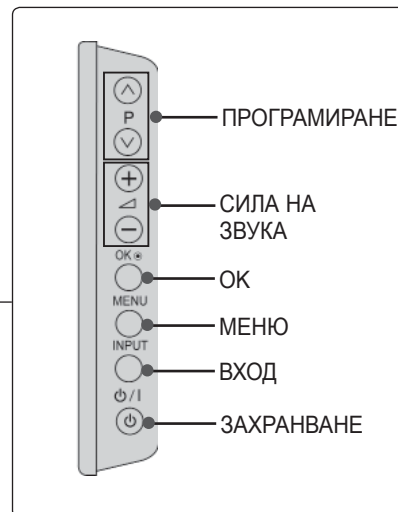 P
ПРОГРАМИРАНЕ
СИЛА НА
ЗВУКА
OK
OK
MENU
МЕНЮ
INPUT
ВХОД
/ I
ЗАХРАНВАНЕ